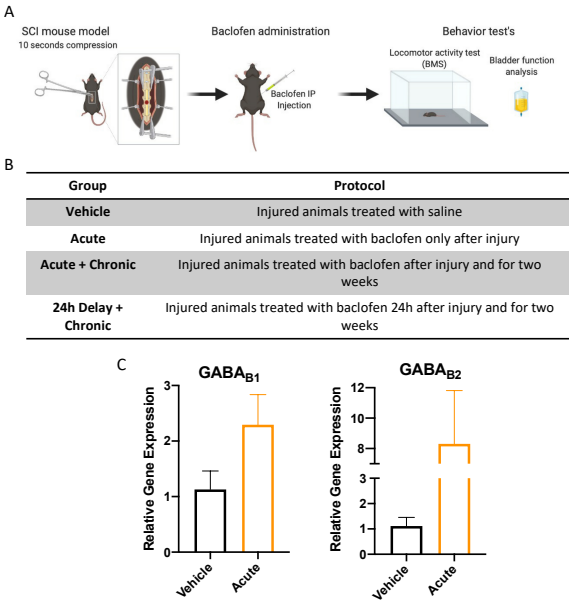 A
SCI mouse model
10 seconds compression
Baclofen administration
Baclofen IP
Injection
Behavior test's
Locomotor activity test
(BMS)
Bladder function
analysis
B
Group Protocol
Vehicle Injured animals treated with saline
Acute Injured animals treated with baclofen only after injury
Acute + Chronic Injured animals treated with baclofen after injury and for two
weeks
24h Delay + Injured animals treated with baclofen 24h after injury and for two
Chronic weeks
C
GABAB1
Relative Gene Expression
3
2
1
0
Vehicle
Acute
GABAB2
Relative Gene Expression
12
8
3
2
1
0
Vehicle
Acute